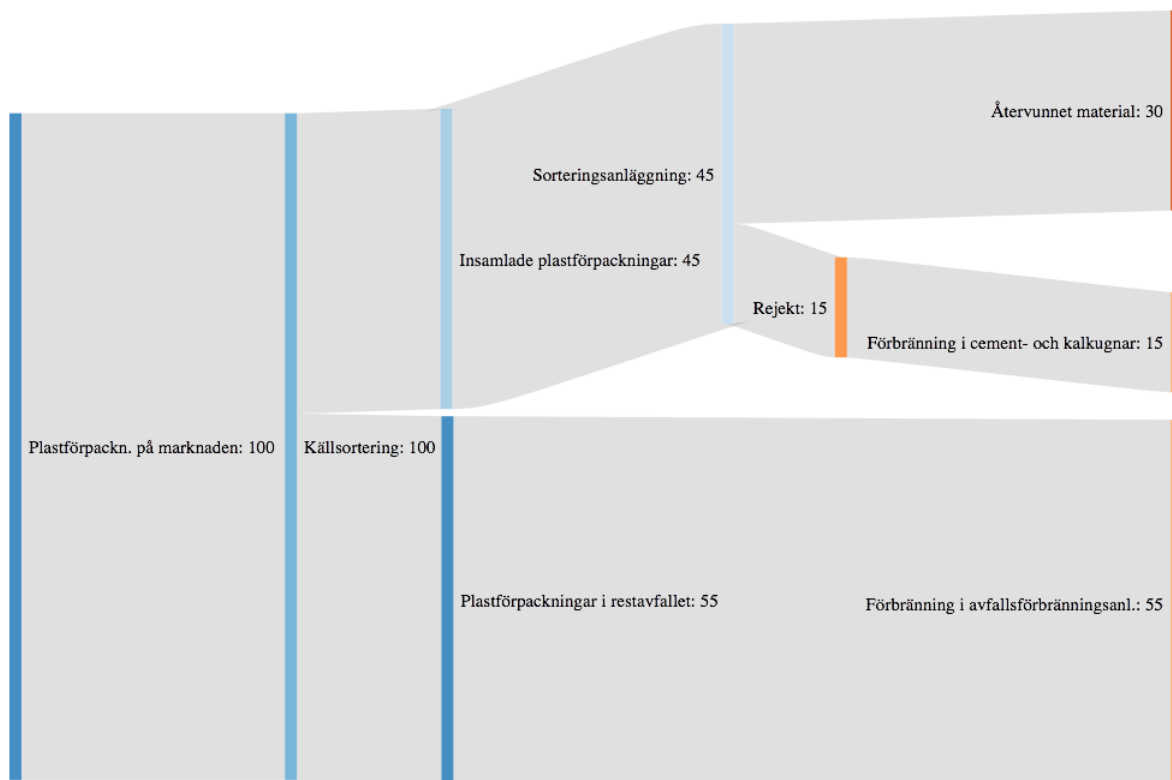 Återvunnet material: 30
Sorteringsanläggning: 45
Insamlade plastförpackningar: 45
Rejekt: 15
Förbränning i cement- och kalkugnar: 15
Plastförpackn. på marknaden: 100
Källsortering: 100
Plastförpackningar i restavfallet: 55
Förbränning i avfallsförbränningsanl.: 55